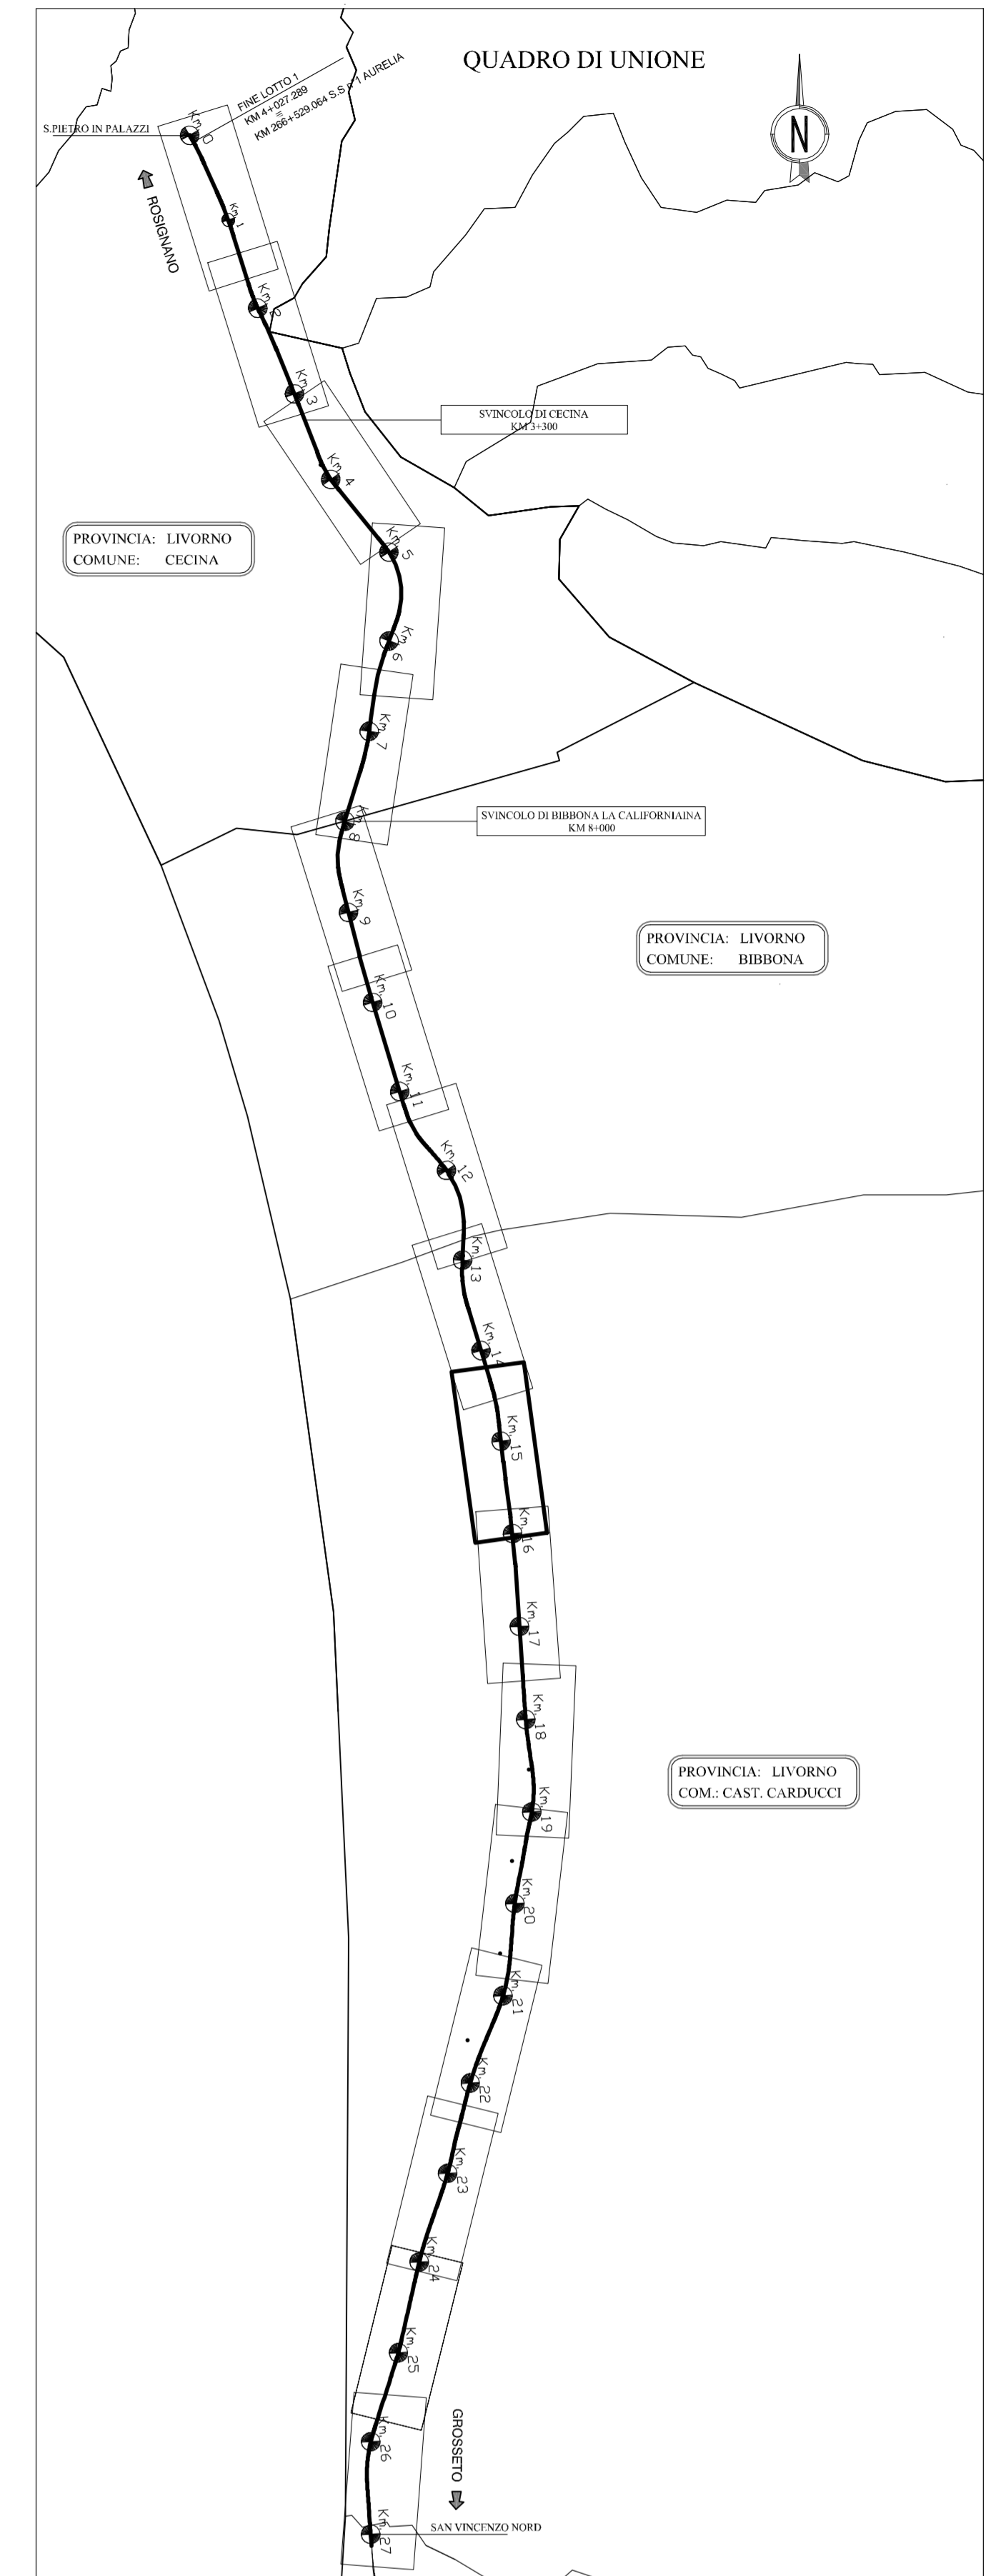 QUADRO DI UNIONE
N
FINE LOTTO 1
KM 4+027.289
=
KM 266+529.064 S.S.n°1 AURELIA
S.PIETRO IN PALAZZI
Km. 0
ROSIGNANO
Km. 1
Km. 2
Km. 3
SVINCOLO DI CECINA
KM 3+300
Km. 4
PROVINCIA: LIVORNO
COMUNE: CECINA
Km. 5
Km. 6
Km. 7
Km. 8
SVINCOLO DI BIBBONA LA CALIFORNIAINA
KM 8+000
Km. 9
PROVINCIA: LIVORNO
COMUNE: BIBBONA
Km. 10
Km. 11
Km. 12
Km. 13
Km. 14
Km. 15
Km. 16
Km. 17
Km. 18
PROVINCIA: LIVORNO
COM.: CAST. CARDUCCI
Km. 19
Km. 20
Km. 21
Km. 22
Km. 23
Km. 24
Km. 25
Km. 26
GROSSETO
SAN VINCENZO NORD
Km. 27